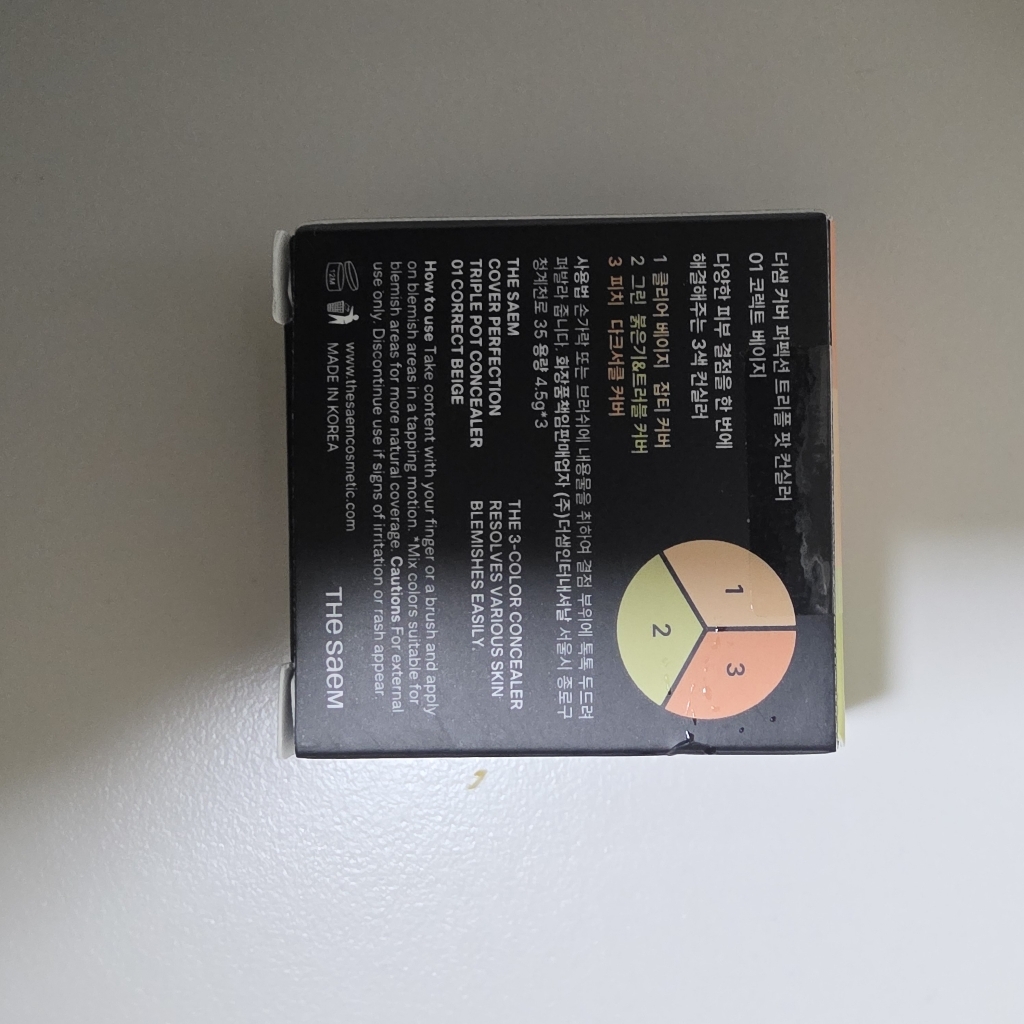 더샘 커버 퍼펙션 트리플 팟 컨실러
01 코렉트 베이지
다양한 피부 결점을 한 번에
해결해주는 3색 컨실러
1 클리어 베이지 잡티 커버
2 그린 붉은기&트러블 커버
3 피치 다크서클 커버
1
2
3
사용법 손가락 또는 브러쉬에 내용물을 취하여 결점 부위에 톡톡 두드려
펴발라 줍니다. 화장품책임판매업자 (주)더샘인터내셔날 서울시 종로구
청계천로 35 용량 4.5g*3
THE SAEM
COVER PERFECTION
TRIPLE POT CONCEALER
01 CORRECT BEIGE
THE 3-COLOR CONCEALER
RESOLVES VARIOUS SKIN
BLEMISHES EASILY.
How to use Take content with your finger or a brush and apply
on blemish areas in a tapping motion. *Mix colors suitable for
blemish areas for more natural coverage. Cautions For external
use only. Discontinue use if signs of irritation or rash appear.
12M
www.thesaemcosmetic.com
MADE IN KOREA
THE SAEM